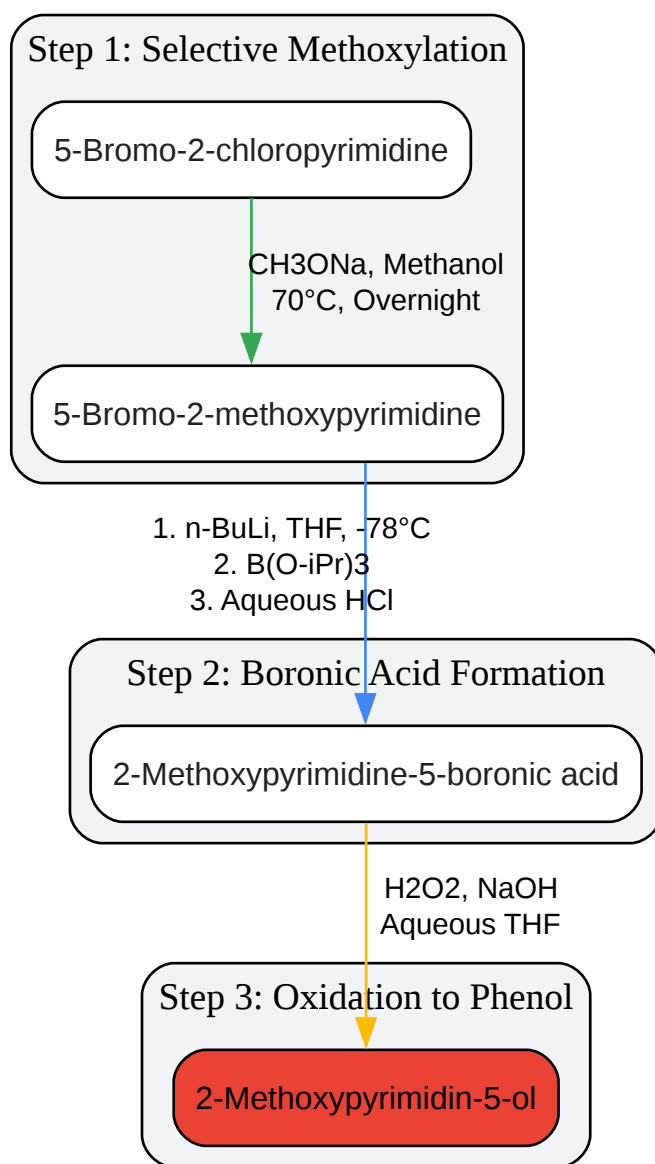 Step 1: Selective Methoxylation
5-Bromo-2-chloropyrimidine
CH3ONa, Methanol
70°C, Overnight
5-Bromo-2-methoxypyrimidine
1. n-BuLi, THF, -78°C
2. B(O-iPr)3
3. Aqueous HCl
Step 2: Boronic Acid Formation
2-Methoxypyrimidine-5-boronic acid
H2O2, NaOH
Aqueous THF
Step 3: Oxidation to Phenol
2-Methoxypyrimidin-5-ol